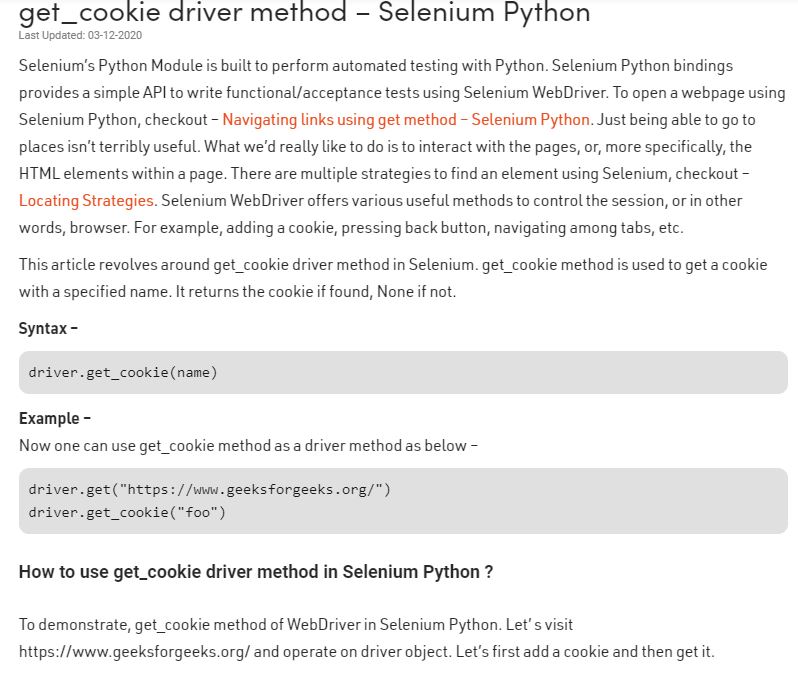 get_cookie driver method – Selenium Python
Last Updated: 03-12-2020
Selenium's Python Module is built to perform automated testing with Python. Selenium Python bindings
provides a simple API to write functional/acceptance tests using Selenium WebDriver. To open a webpage using
Selenium Python, checkout – Navigating links using get method – Selenium Python. Just being able to go to
places isn't terribly useful. What we'd really like to do is to interact with the pages, or, more specifically, the
HTML elements within a page. There are multiple strategies to find an element using Selenium, checkout –
Locating Strategies. Selenium WebDriver offers various useful methods to control the session, or in other
words, browser. For example, adding a cookie, pressing back button, navigating among tabs, etc.
This article revolves around get_cookie driver method in Selenium. get_cookie method is used to get a cookie
with a specified name. It returns the cookie if found, None if not.
Syntax –
driver.get_cookie(name)
Example –
Now one can use get_cookie method as a driver method as below –
driver.get("https://www.geeksforgeeks.org/")
driver.get_cookie("foo")
How to use get_cookie driver method in Selenium Python ?
To demonstrate, get_cookie method of WebDriver in Selenium Python. Let' s visit
https://www.geeksforgeeks.org/ and operate on driver object. Let's first add a cookie and then get it.